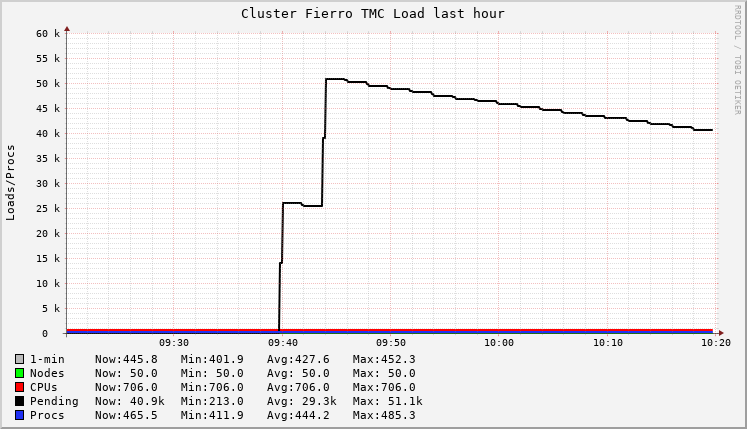 Cluster Fierro TMC Load last hour
RRDTOOL / TOBI OETIKER
Loads/Procs
60 k
55 k
50 k
45 k
40 k
35 k
30 k
25 k
20 k
15 k
10 k
5 k
0
09:30 09:40 09:50 10:00 10:10 10:20
1-min Now:445.8 Min:401.9 Avg:427.6 Max:452.3
Nodes Now: 50.0 Min: 50.0 Avg: 50.0 Max: 50.0
CPUs Now:706.0 Min:706.0 Avg:706.0 Max:706.0
Pending Now: 40.9k Min:213.0 Avg: 29.3k Max: 51.1k
Procs Now:465.5 Min:411.9 Avg:444.2 Max:485.3